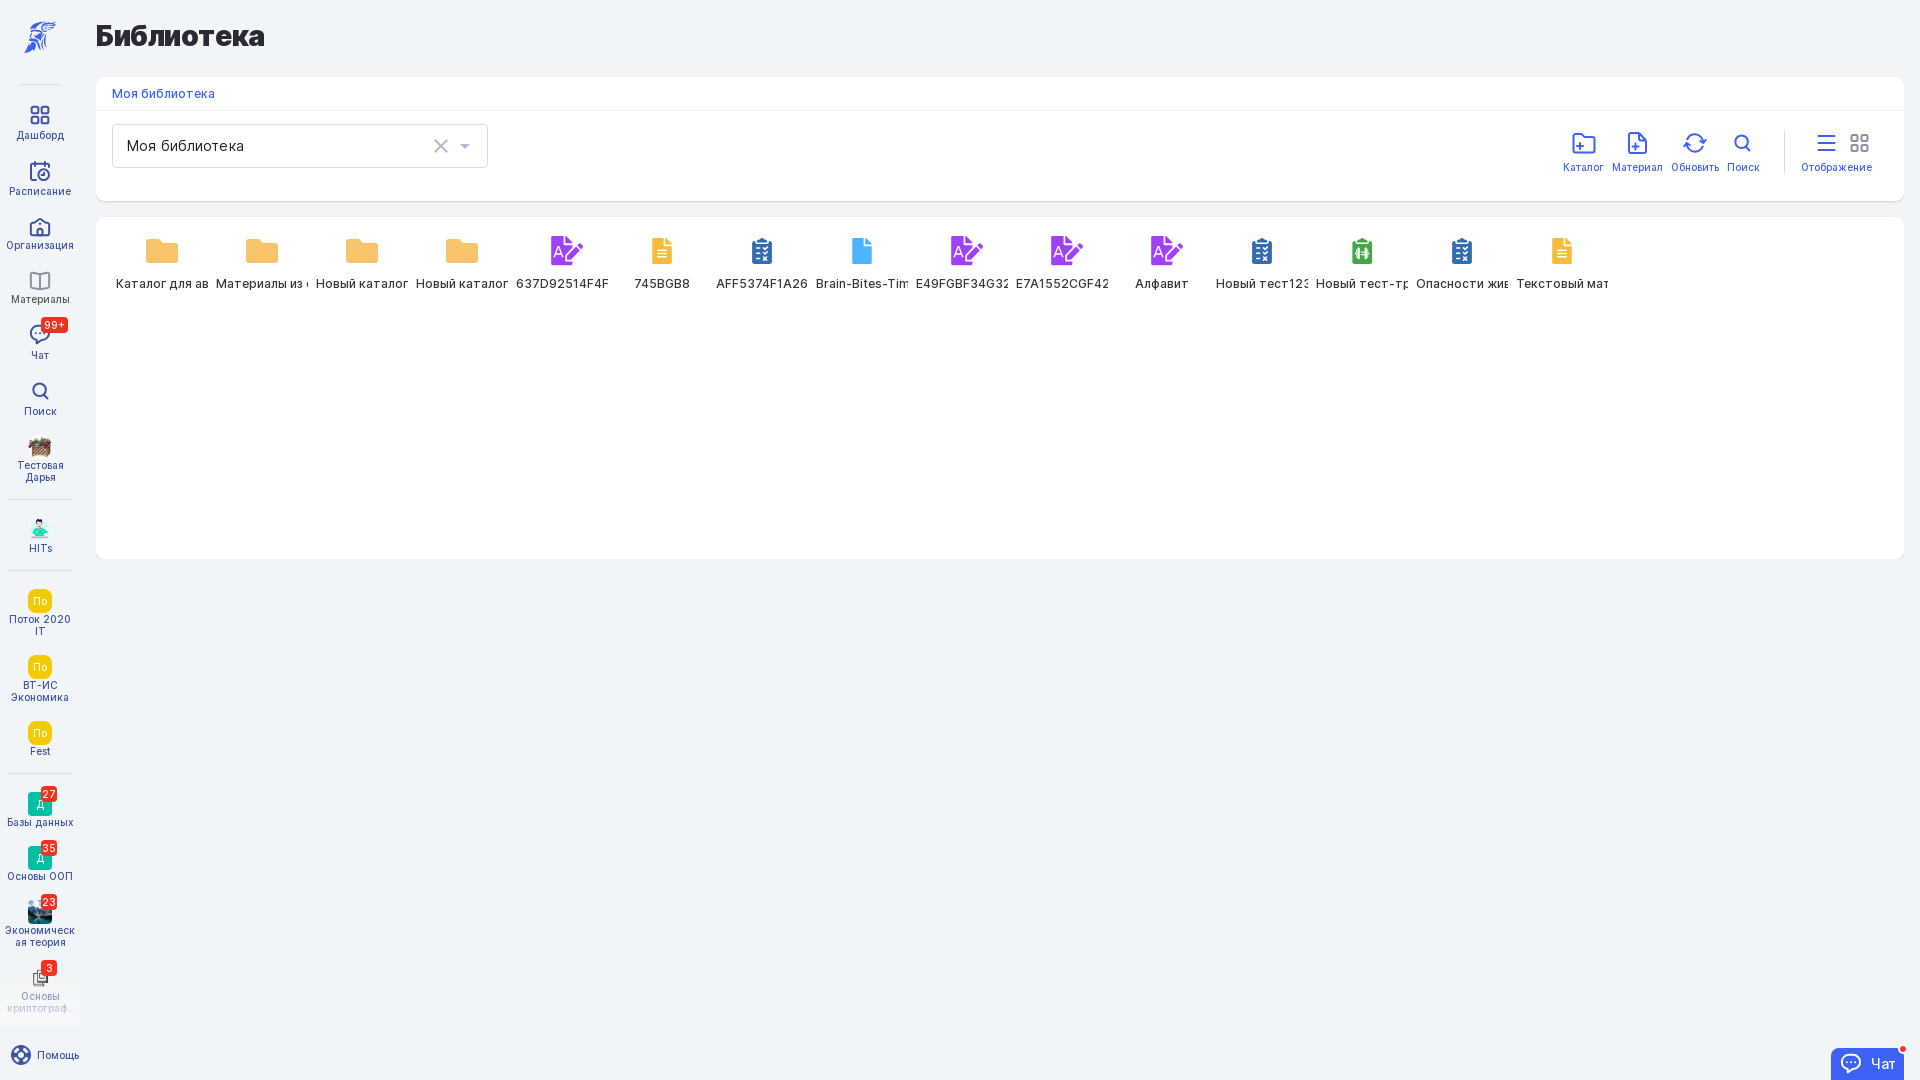 Библиотека
Моя библиотека
Моя библиотека
Каталог
Материал
Обновить
Поиск
Отображение
Каталог для ав
Материалы из
Новый каталог
Новый каталог
637D92514F4F
745BGB8
AFF5374F1A26
Brain-Bites-Tim
E49FGBF34G32
E7A1552CGF42
Алфавит
Новый тест123
Новый тест-тр
Опасности жив
Текстовый мат
Дашборд
Расписание
Организация
Материалы
99+
Чат
Поиск
Тестовая
Дарья
HITs
По
Поток 2020
IT
По
ВТ-ИС
Экономика
По
Fest
27
Д
Базы данных
35
Д
Основы ООП
23
Экономическ
ая теория
3
Основы
криптограф...
Помощь
Чат